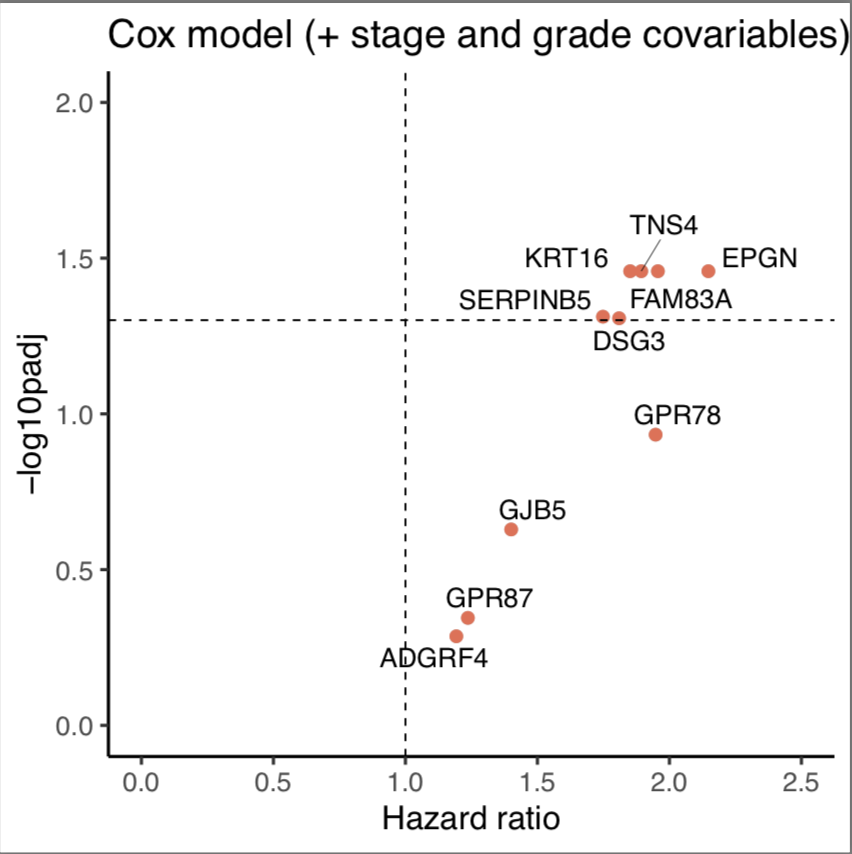 Cox model (+ stage and grade covariables)
2.0
1.5
1.0
0.5
0.0
−log10padj
TNS4
KRT16
EPGN
SERPINB5
FAM83A
DSG3
GPR78
GJB5
GPR87
ADGRF4
0.0 0.5 1.0 1.5 2.0 2.5
Hazard ratio